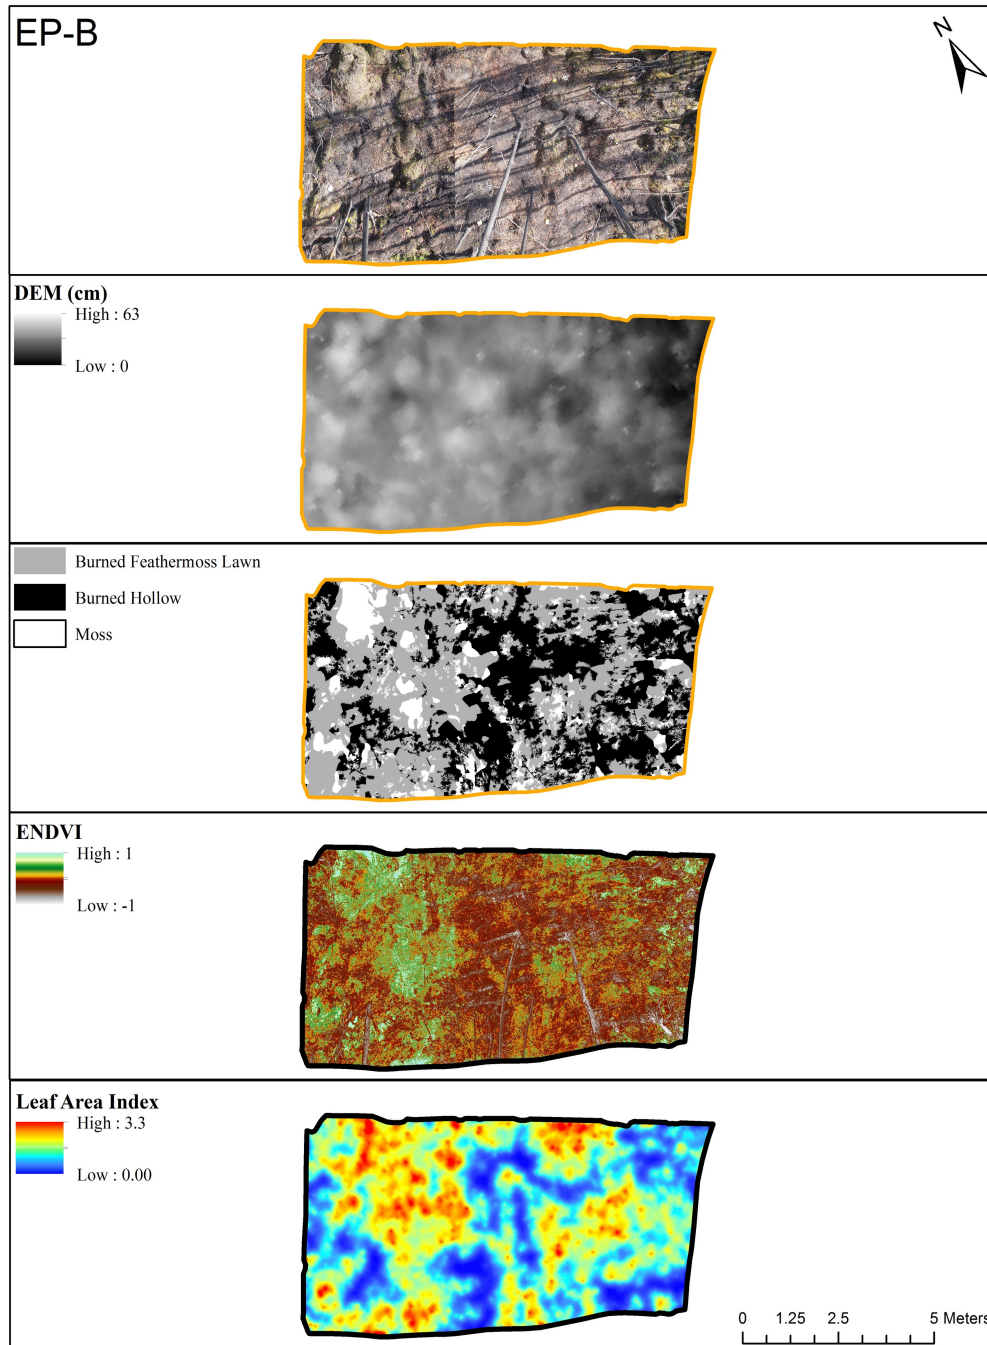 EP-B
N
DEM (cm)
High : 63
Low : 0
Burned Feathermoss Lawn
Burned Hollow
Moss
ENDVI
High : 1
Low : -1
Leaf Area Index
High : 3.3
Low : 0.00
0 1.25 2.5 5 Meters